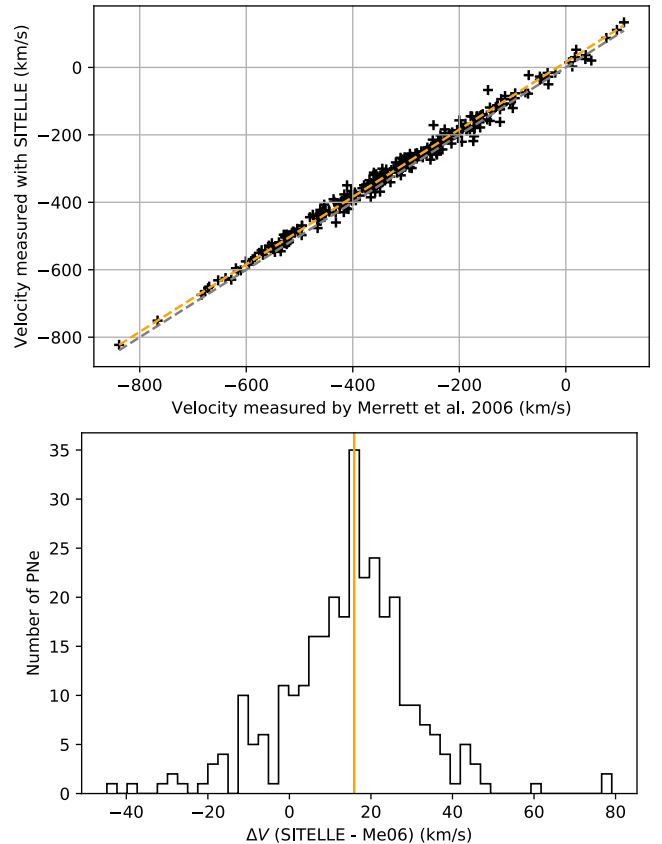 0
−200
−400
−600
−800
Velocity measured with SITELLE (km/s)
−800 −600 −400 −200 0
Velocity measured by Merrett et al. 2006 (km/s)
35
30
25
20
15
10
5
0
Number of PNe
−40 −20 0 20 40 60 80
ΔV (SITELLE - Me06) (km/s)